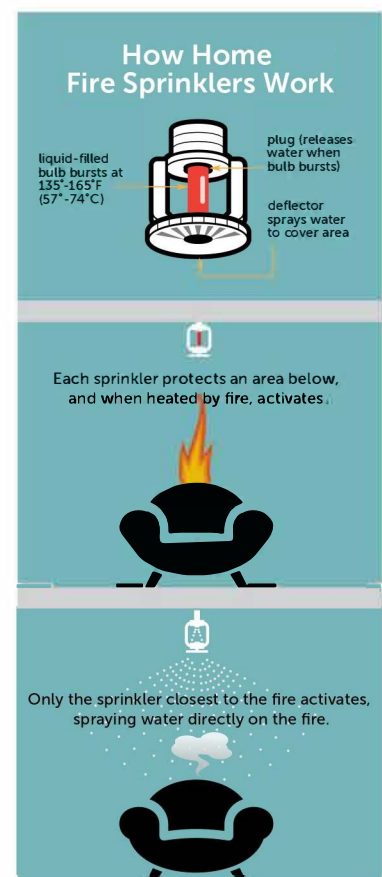 How Home
Fire Sprinklers Work
liquid-filled
bulb bursts at
135°-165°F
(57°-74°C)
plug (releases
water when
bulb bursts)
deflector
sprays water
to cover area
Each sprinkler protects an area below,
and when heated by fire, activates.
Only the sprinkler closest to the fire activates,
spraying water directly on the fire.